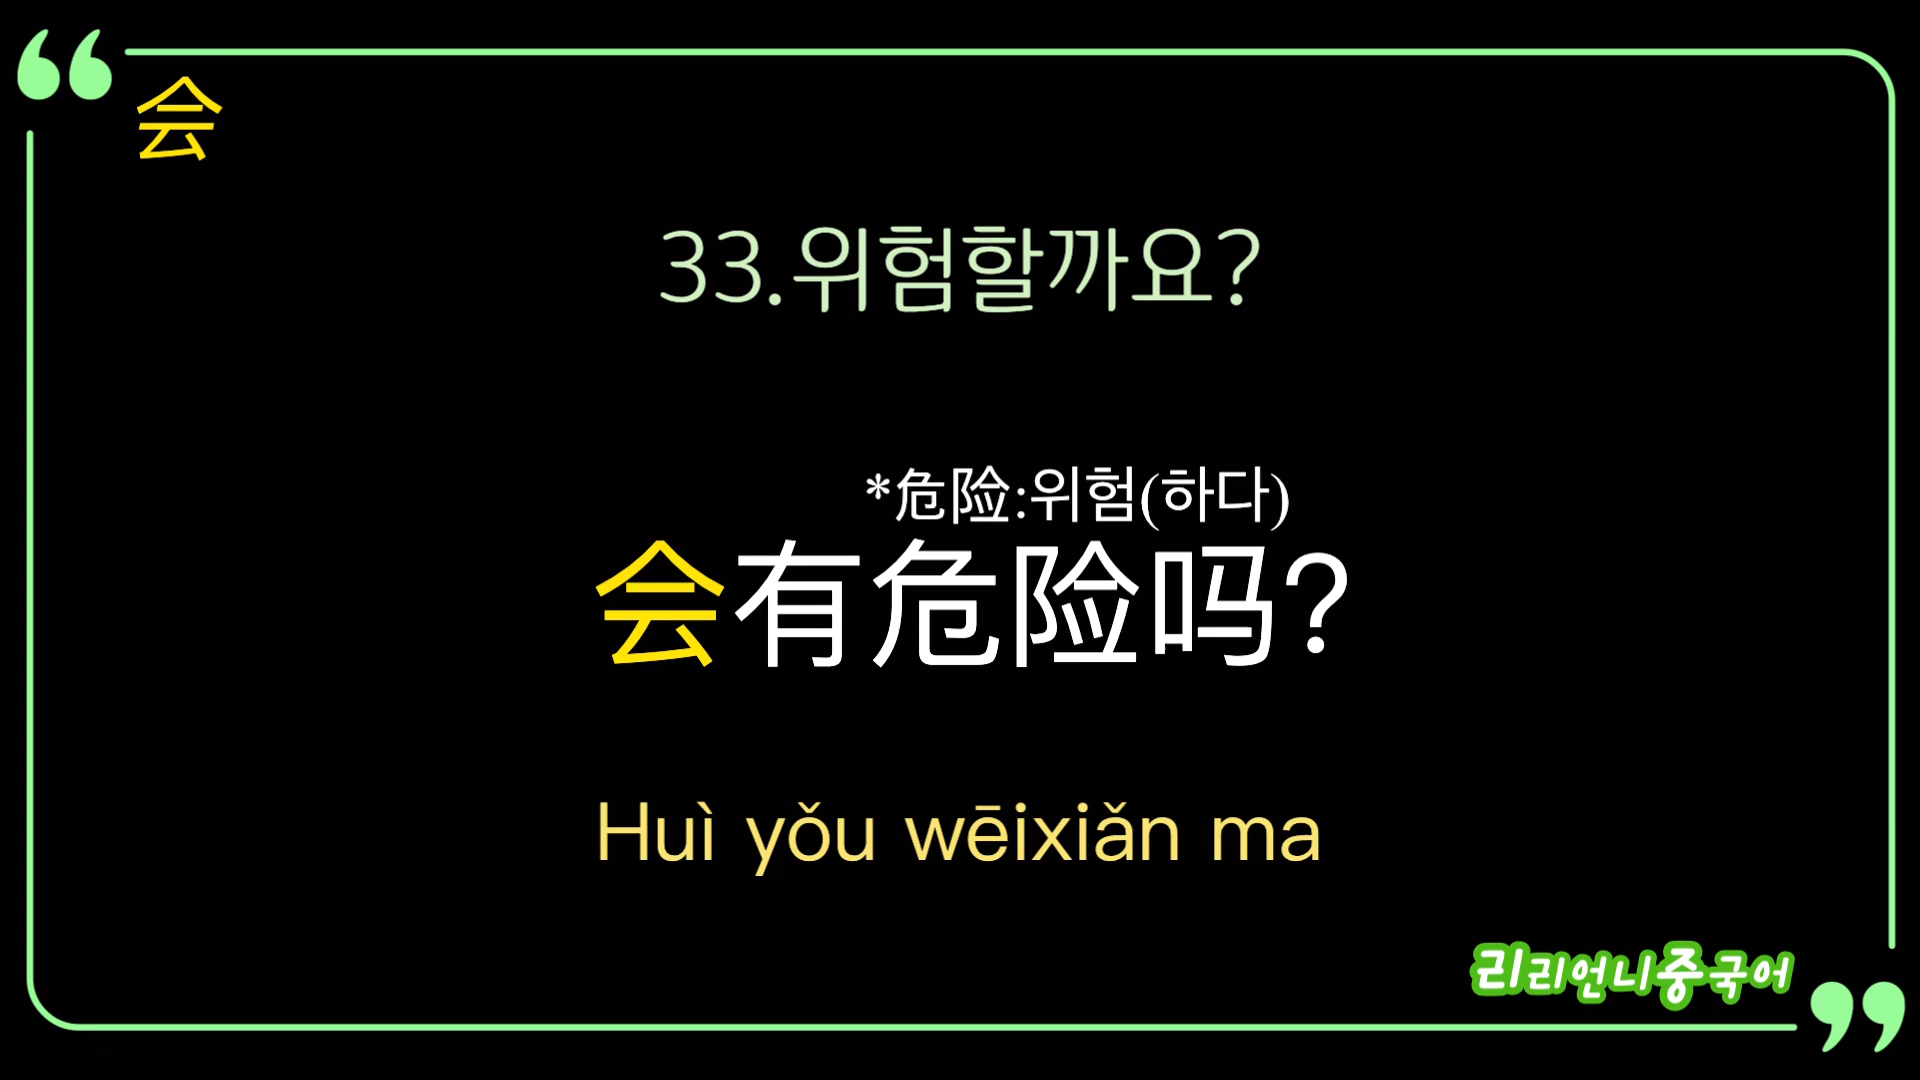 会
33.위험할까요?
*危险:위험(하다)
会有危险吗?
Huì yǒu wēixiǎn ma
리리언니중국어